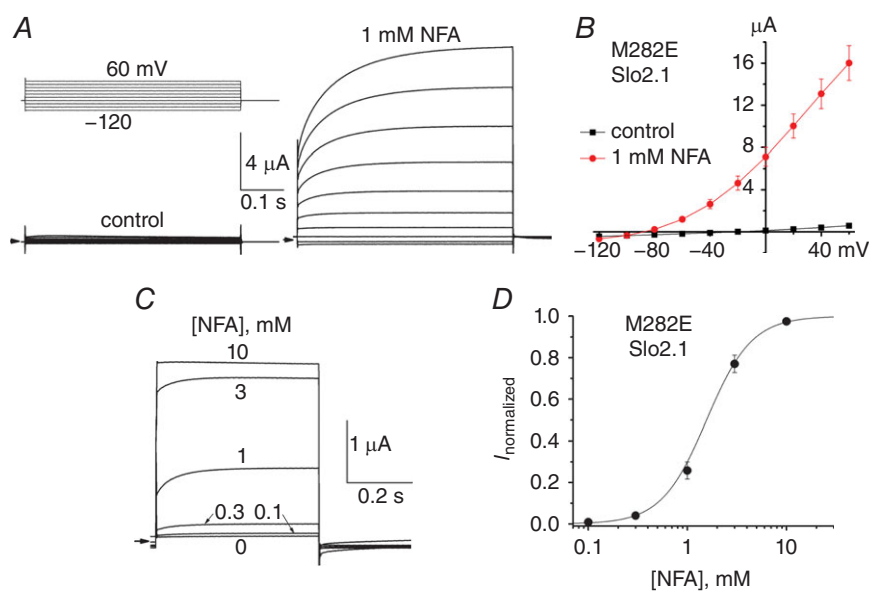 A
60 mV
−120
control
4 µA
0.1 s
1 mM NFA
B
M282E
Slo2.1
control
1 mM NFA
µA
16
12
8
4
−120
−80
−40
40 mV
C
[NFA], mM
10
3
1
0.3 0.1
0
1 µA
0.2 s
D
M282E
Slo2.1
Inormalized
1.0
0.8
0.6
0.4
0.2
0.0
0.1
1
10
[NFA], mM